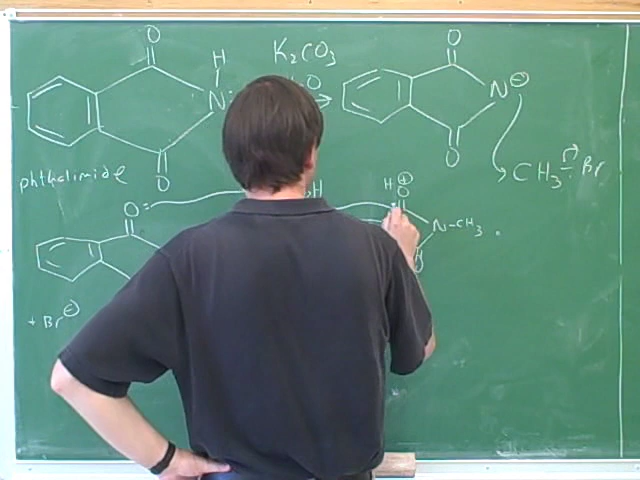 O H K₂CO₃ O
N: O N⊖
O O
phthalimide CH₃ Br
O: H H O⊕
N-CH₃
+ Br⊖